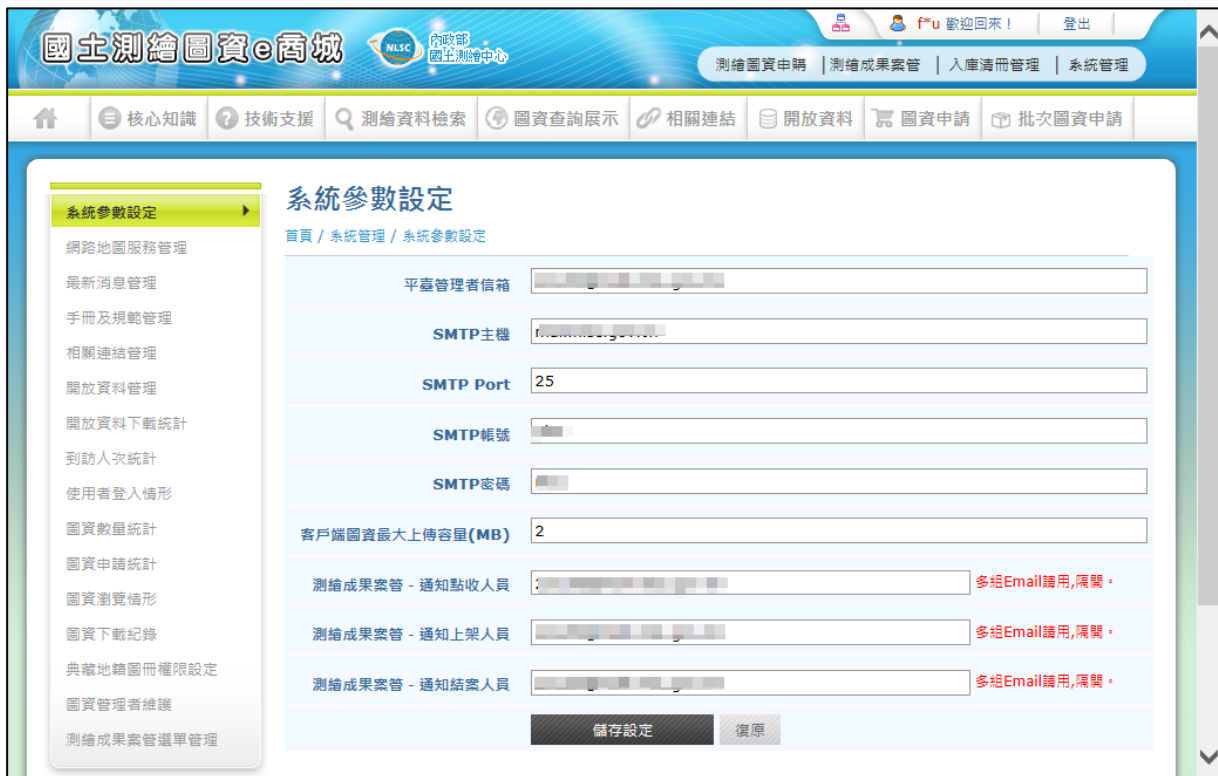 國土測繪圖資e商城
NLSC
內政部
國土測繪中心
f*u 歡迎回來！
登出
測繪圖資申購 | 測繪成果案管 | 入庫清冊管理 | 系統管理
核心知識
技術支援
測繪資料檢索
圖資查詢展示
相關連結
開放資料
圖資申請
批次圖資申請
系統參數設定
網路地圖服務管理
最新消息管理
手冊及規範管理
相關連結管理
開放資料管理
開放資料下載統計
到訪人次統計
使用者登入情形
圖資數量統計
圖資申請統計
圖資瀏覽情形
圖資下載紀錄
典藏地籍圖冊權限設定
圖資管理者維護
測繪成果案管選單管理
系統參數設定
首頁 / 系統管理 / 系統參數設定
平臺管理者信箱
SMTP主機
SMTP Port 25
SMTP帳號
SMTP密碼
客戶端圖資最大上傳容量(MB) 2
測繪成果案管 - 通知點收人員 多組Email請用,隔開。
測繪成果案管 - 通知上架人員 多組Email請用,隔開。
測繪成果案管 - 通知結案人員 多組Email請用,隔開。
儲存設定
復原